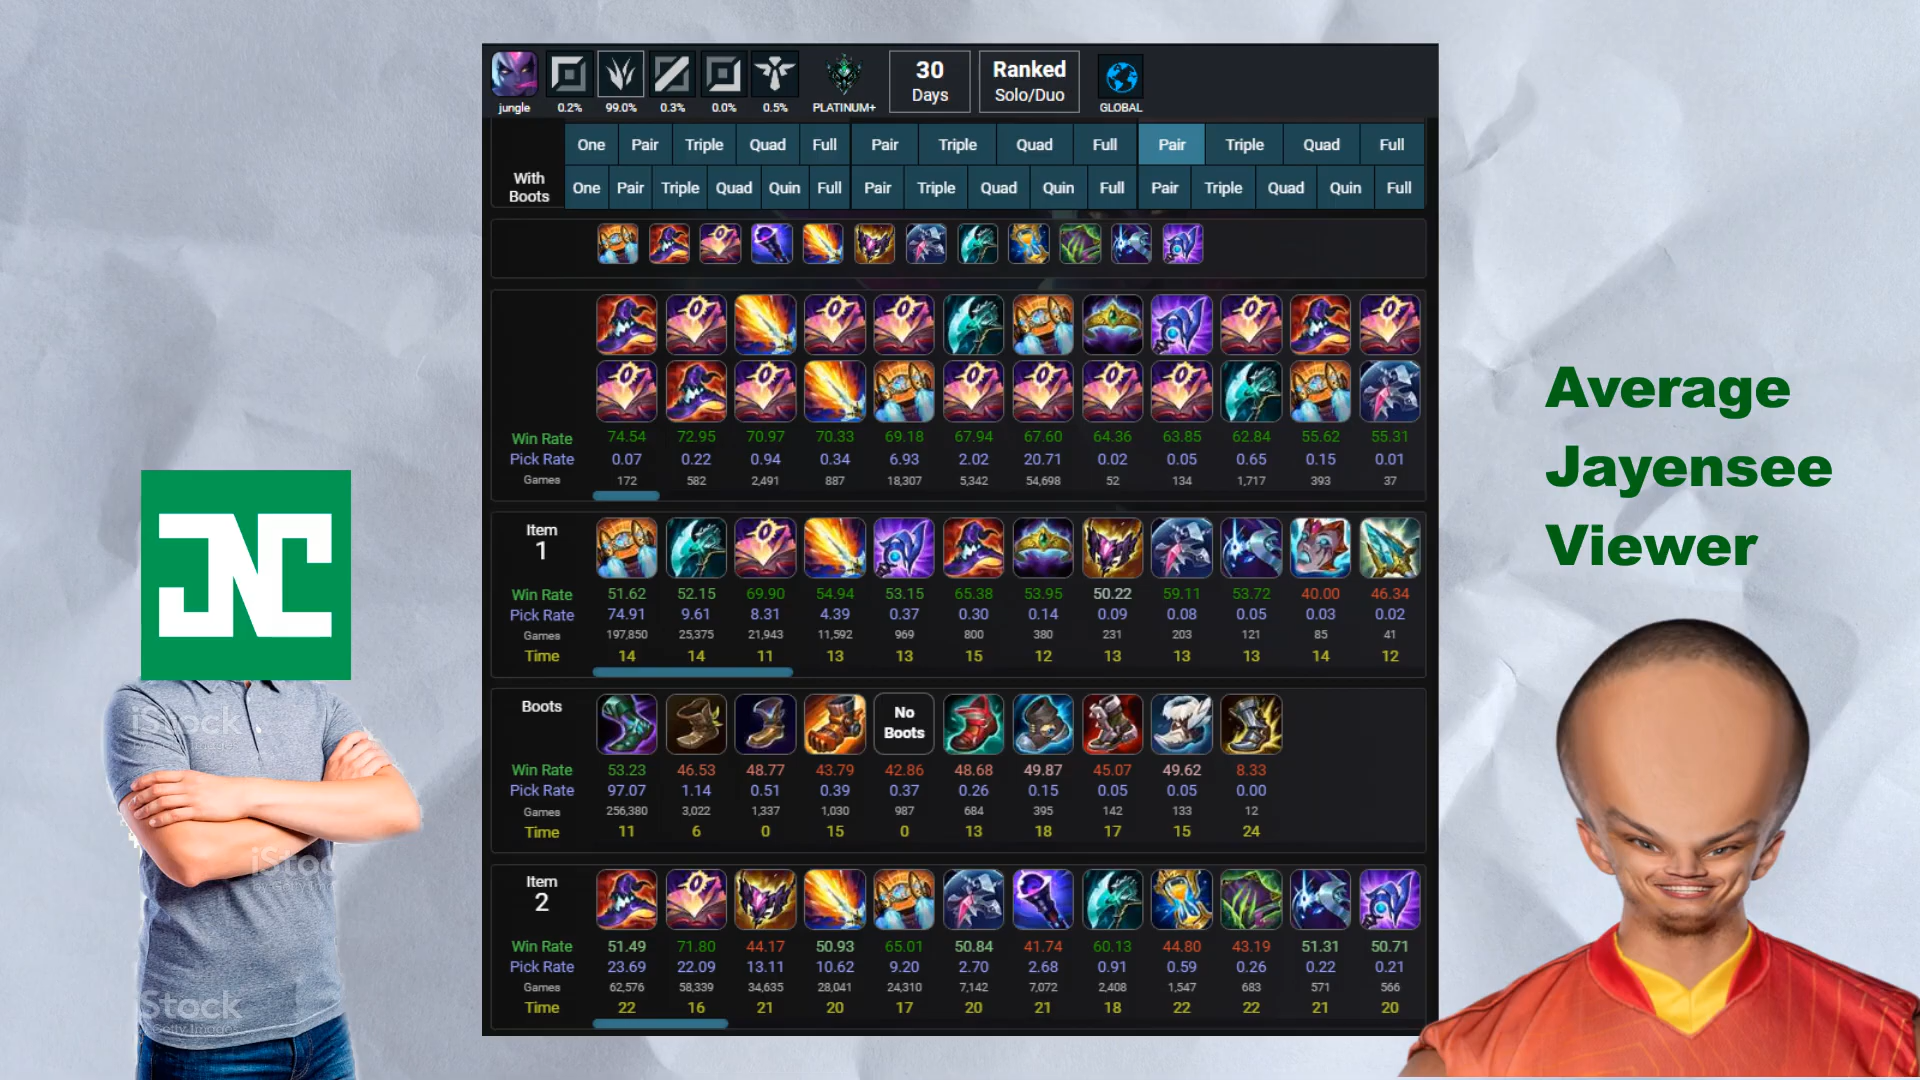 jungle 0.2% 99.0% 0.3% 0.0% 0.5% PLATINUM+ 30 Days Ranked Solo/Duo GLOBAL
One Pair Triple Quad Full Pair Triple Quad Full Pair Triple Quad Full
With Boots One Pair Triple Quad Quin Full Pair Triple Quad Quin Full Pair Triple Quad Quin Full
Win Rate 74.54 72.95 70.97 70.33 69.18 67.94 67.60 64.36 63.85 62.84 55.62 55.31
Pick Rate 0.07 0.22 0.94 0.34 6.93 2.02 20.71 0.02 0.05 0.65 0.15 0.01
Games 172 582 2,491 887 18,307 5,342 54,698 52 134 1,717 393 37
Item 1
Win Rate 51.62 52.15 69.90 54.94 53.15 65.38 53.95 50.22 59.11 53.72 40.00 46.34
Pick Rate 74.91 9.61 8.31 4.39 0.37 0.30 0.14 0.09 0.08 0.05 0.03 0.02
Games 197,850 25,375 21,943 11,592 969 800 380 231 203 121 85 41
Time 14 14 11 13 13 15 12 13 13 13 14 12
Boots No Boots
Win Rate 53.23 46.53 48.77 43.79 42.86 48.68 49.87 45.07 49.62 8.33
Pick Rate 97.07 1.14 0.51 0.39 0.37 0.26 0.15 0.05 0.05 0.00
Games 256,380 3,022 1,337 1,030 987 684 395 142 133 12
Time 11 6 0 15 0 13 18 17 15 24
Item 2
Win Rate 51.49 71.80 44.17 50.93 65.01 50.84 41.74 60.13 44.80 43.19 51.31 50.71
Pick Rate 23.69 22.09 13.11 10.62 9.20 2.70 2.68 0.91 0.59 0.26 0.22 0.21
Games 62,576 58,339 34,635 28,041 24,310 7,142 7,072 2,408 1,547 683 571 566
Time 22 16 21 20 17 20 21 18 22 22 21 20
JNC
iStock
iStock
Getty Images
Average
Jayensee
Viewer